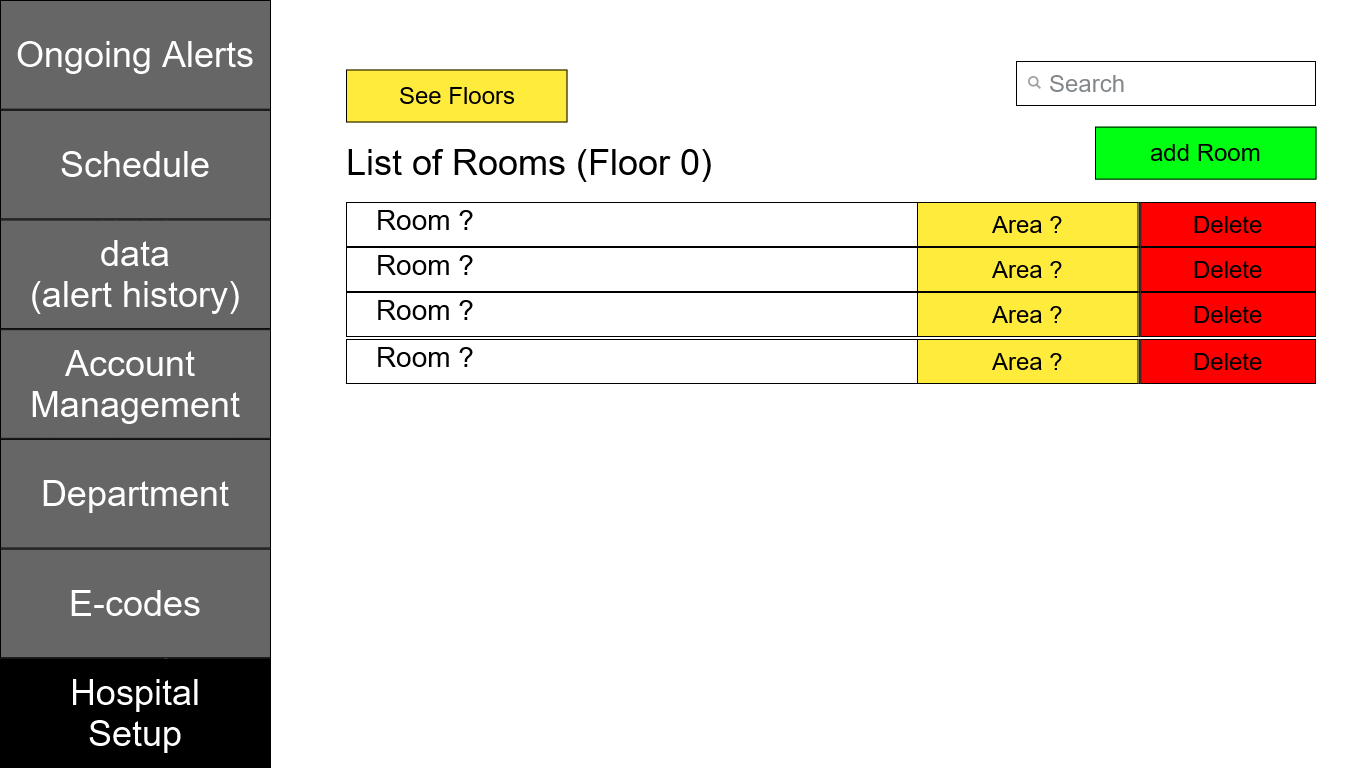 Ongoing Alerts
Schedule
data
(alert history)
Account
Management
Department
E-codes
Hospital
Setup
See Floors
Search
List of Rooms (Floor 0)
add Room
Room ? Area ? Delete
Room ? Area ? Delete
Room ? Area ? Delete
Room ? Area ? Delete